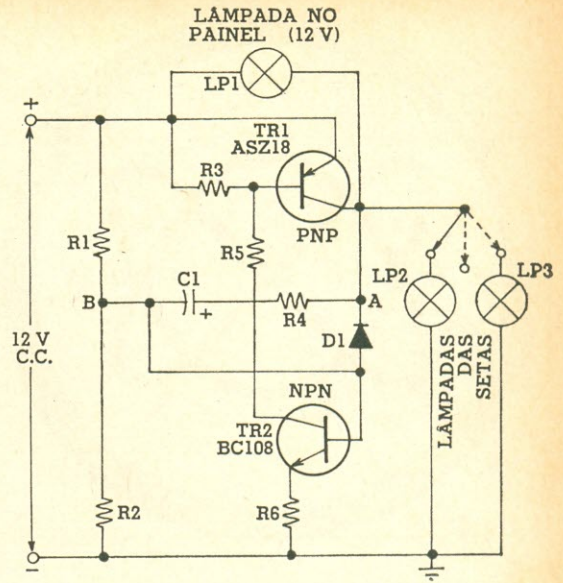 LÂMPADA NO
PAINEL (12 V)
LP1
+
TR1
ASZ18
R3
PNP
R1
R5
C1
LP2
LP3
B
+
R4
A
12 V
C.C.
D1
LÂMPADAS
DAS
SETAS
NPN
TR2
BC108
R2
R6
−